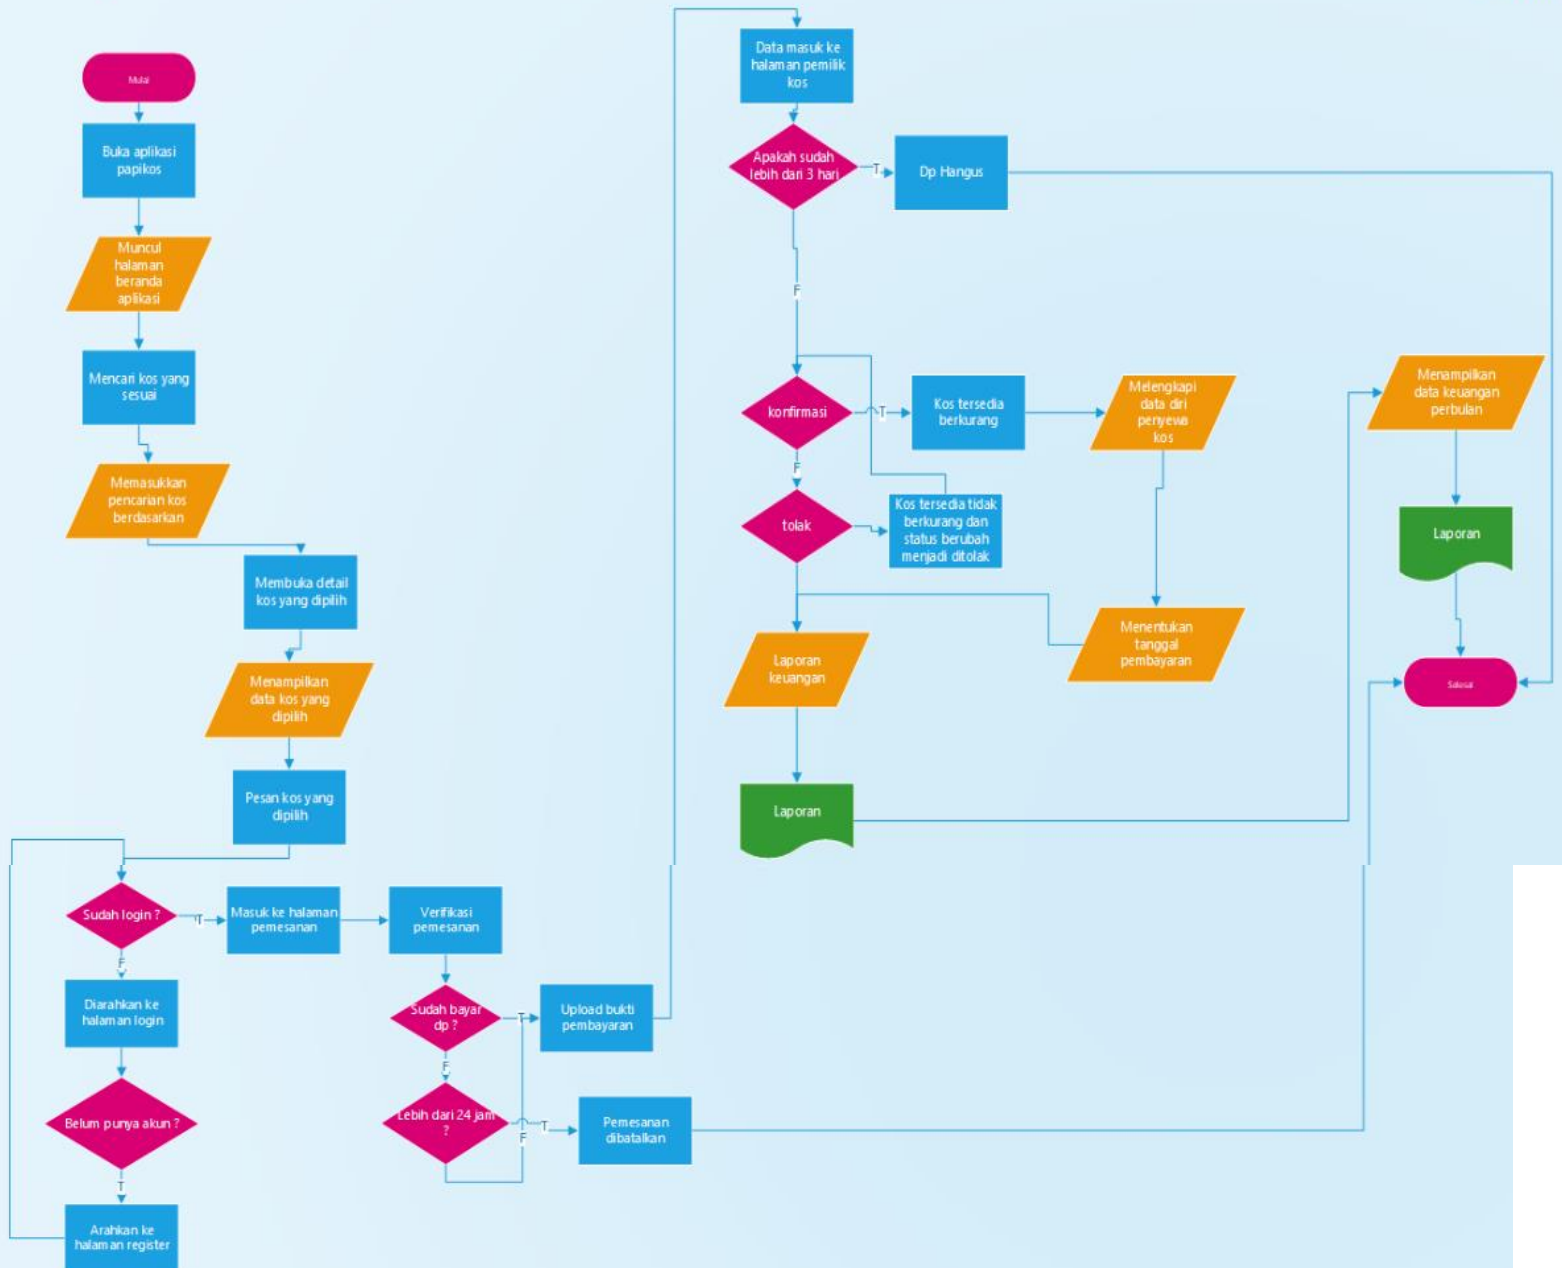 Mulai
Buka aplikasi
papikos
Muncul
halaman
beranda
aplikasi
Mencari kos yang
sesuai
Memasukkan
pencarian kos
berdasarkan
Membuka detail
kos yang dipilih
Menampilkan
data kos yang
dipilih
Pesan kos yang
dipilih
Sudah login ?
T
Masuk ke halaman
pemesanan
Verifikasi
pemesanan
F
Diarahkan ke
halaman login
Belum punya akun ?
T
Arahkan ke
halaman register
Sudah bayar
dp ?
T
Upload bukti
pembayaran
F
Lebih dari 24 jam
?
T
F
Pemesanan
dibatalkan
Data masuk ke
halaman pemilik
kos
Apakah sudah
lebih dari 3 hari
T
Dp Hangus
F
konfirmasi
T
Kos tersedia
berkurang
Melengkapi
data diri
penyewa
kos
F
tolak
Kos tersedia tidak
berkurang dan
status berubah
menjadi ditolak
Menentukan
tanggal
pembayaran
Laporan
keuangan
Laporan
Menampilkan
data keuangan
perbulan
Laporan
Selesai